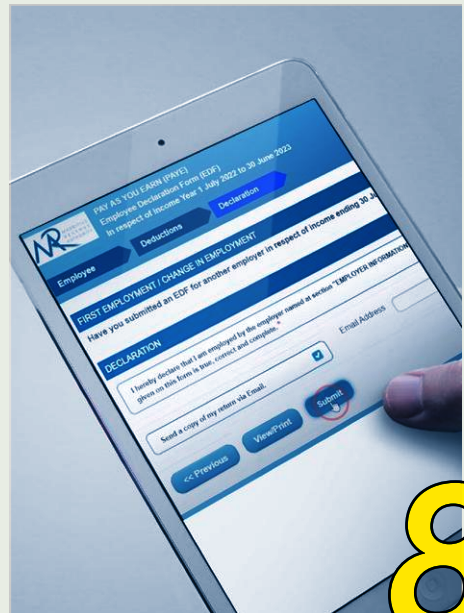 MR
PAY AS YOU EARN (PAYE)
Employee Declaration Form (EDF)
In respect of Income Year 1 July 2022 to 30 June 2023
Employee
Deductions
Declaration
FIRST EMPLOYMENT / CHANGE IN EMPLOYMENT
Have you submitted an EDF for another employer in respect of income ending 30
DECLARATION
I hereby declare that I am employed by the employer named at section "EMPLOYER INFORMATION
given on this form is true, correct and complete.*
Send a copy of my return via Email.
Email Address
<< Previous
View/Print
Submit
8